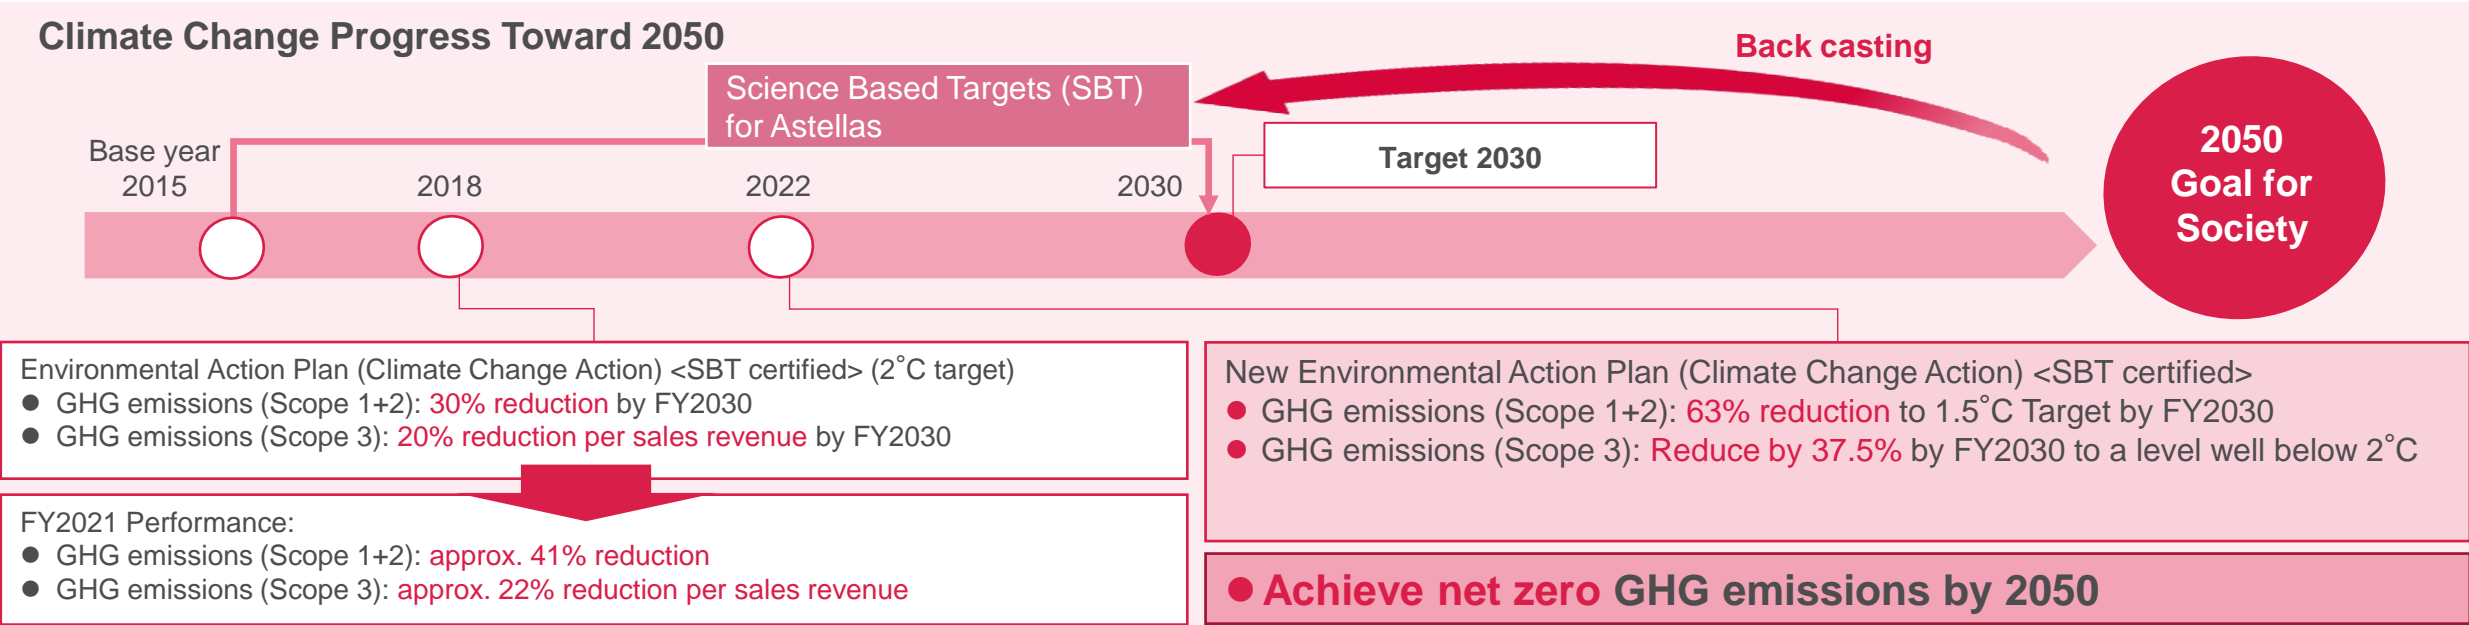 Climate Change Progress Toward 2050
Back casting
Science Based Targets (SBT)
for Astellas
2050
Goal for
Society
Target 2030
Base year
2015
2018
2022
2030
Environmental Action Plan (Climate Change Action) <SBT certified> (2˚C target)
● GHG emissions (Scope 1+2): 30% reduction by FY2030
● GHG emissions (Scope 3): 20% reduction per sales revenue by FY2030
FY2021 Performance:
● GHG emissions (Scope 1+2): approx. 41% reduction
● GHG emissions (Scope 3): approx. 22% reduction per sales revenue
New Environmental Action Plan (Climate Change Action) <SBT certified>
● GHG emissions (Scope 1+2): 63% reduction to 1.5˚C Target by FY2030
● GHG emissions (Scope 3): Reduce by 37.5% by FY2030 to a level well below 2˚C
● Achieve net zero GHG emissions by 2050